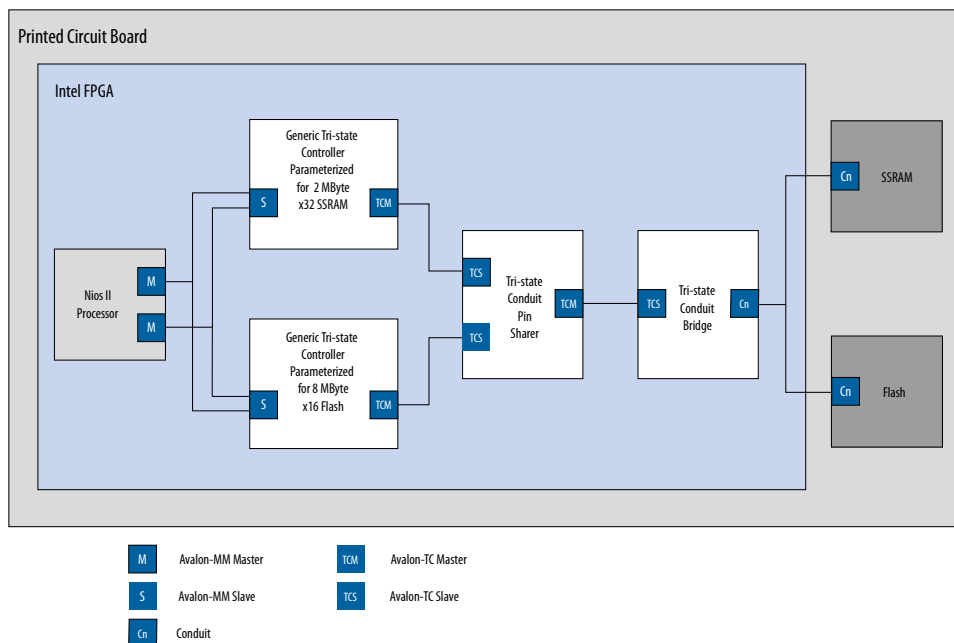 Printed Circuit Board
Intel FPGA
Generic Tri-state
Controller
Parameterized
for 2 MByte
x32 SSRAM
S
TCM
Cn
SSRAM
Nios II
Processor
M
M
TCS
TCS
Tri-state
Conduit
Pin
Sharer
TCM
TCS
Tri-state
Conduit
Bridge
Cn
Generic Tri-state
Controller
Parameterized
for 8 MByte
x16 Flash
S
TCM
Cn
Flash
M
Avalon-MM Master
TCM
Avalon-TC Master
S
Avalon-MM Slave
TCS
Avalon-TC Slave
Cn
Conduit